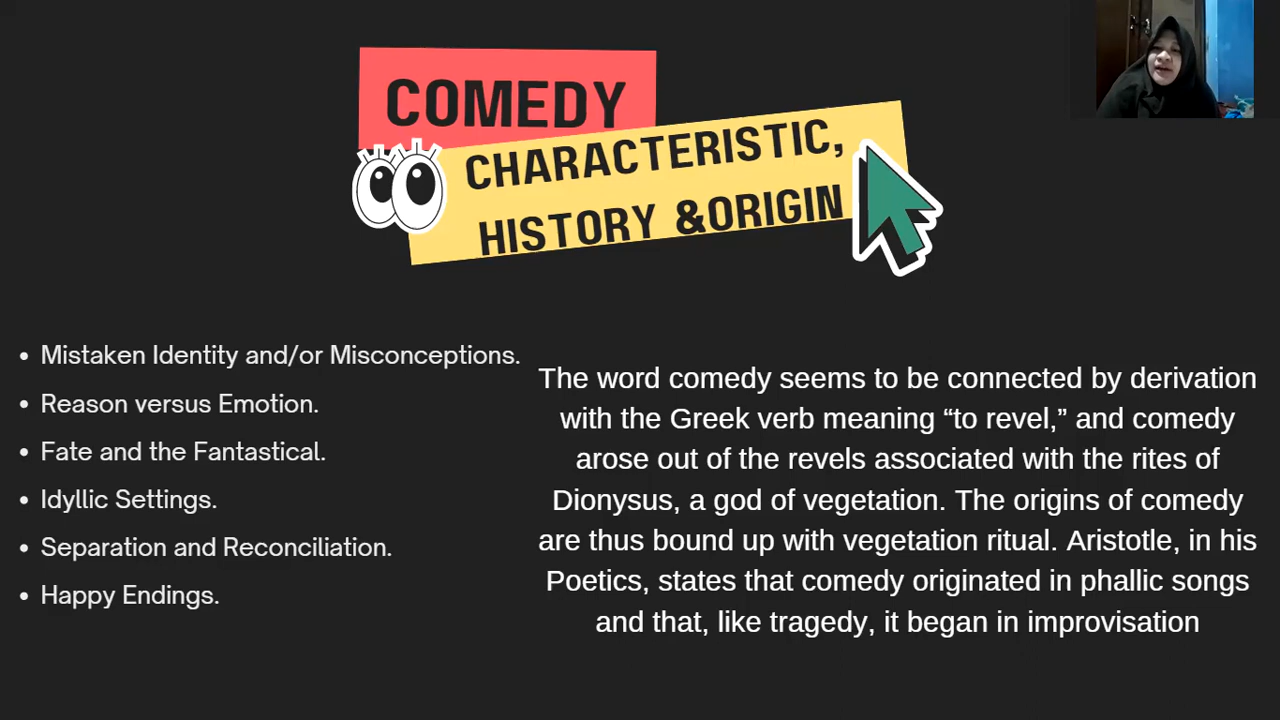 COMEDY
CHARACTERISTIC,
HISTORY &ORIGIN
• Mistaken Identity and/or Misconceptions.
• Reason versus Emotion.
• Fate and the Fantastical.
• Idyllic Settings.
• Separation and Reconciliation.
• Happy Endings.
The word comedy seems to be connected by derivation
with the Greek verb meaning “to revel,” and comedy
arose out of the revels associated with the rites of
Dionysus, a god of vegetation. The origins of comedy
are thus bound up with vegetation ritual. Aristotle, in his
Poetics, states that comedy originated in phallic songs
and that, like tragedy, it began in improvisation